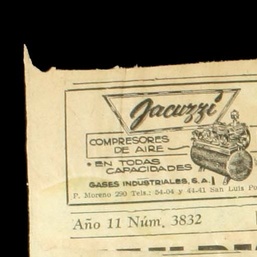 Jacuzzi
COMPRESORES
DE AIRE
• EN TODAS
CAPACIDADES
GASES INDUSTRIALES, S.A.
P. Moreno 290 Tels.: 54-04 y 44-41 San Luis Po
Año 11 Núm. 3832